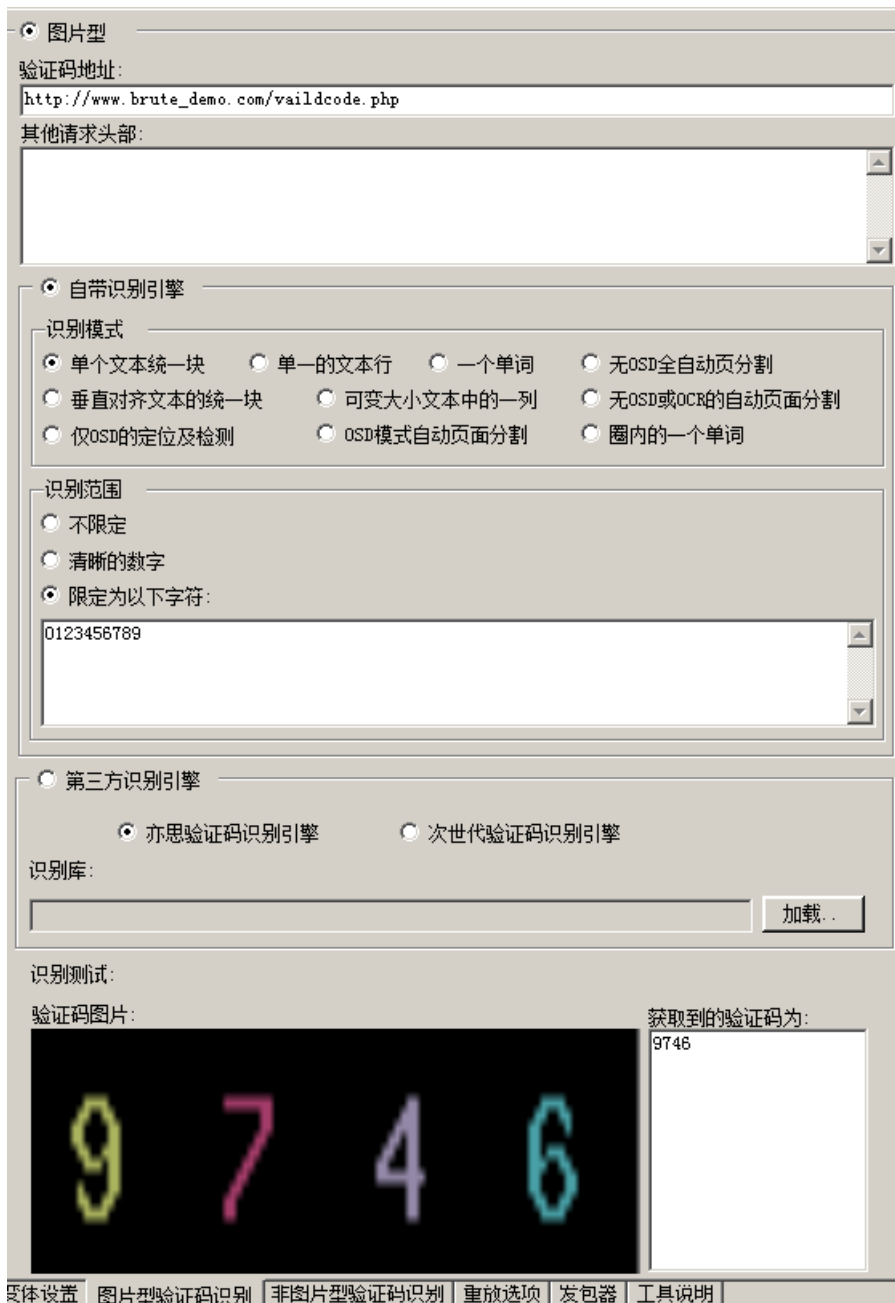 图片型
验证码地址:
http://www.brute_demo.com/vaildcode.php
其他请求头部:
自带识别引擎
识别模式
单个文本统一块 单一的文本行 一个单词 无OSD全自动页分割
垂直对齐文本的统一块 可变大小文本中的一列 无OSD或OCR的自动页面分割
仅OSD的定位及检测 OSD模式自动页面分割 圈内的一个单词
识别范围
不限定
清晰的数字
限定为以下字符:
0123456789
第三方识别引擎
亦思验证码识别引擎 次世代验证码识别引擎
识别库:
加载..
识别测试:
验证码图片: 获取到的验证码为:
9746
9 7 4 6
变体设置 图片型验证码识别 非图片型验证码识别 重放选项 发包器 工具说明